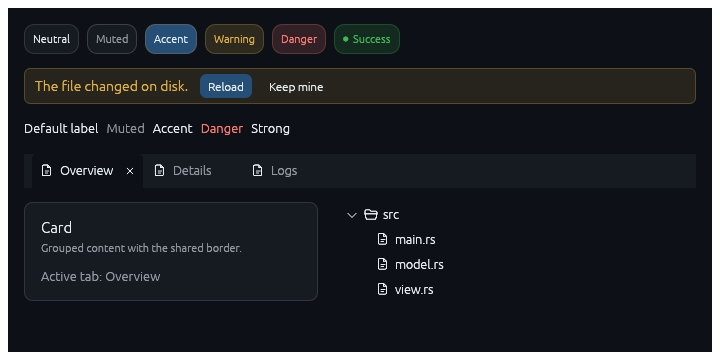 Neutral Muted Accent Warning Danger Success
The file changed on disk. Reload Keep mine
Default label Muted Accent Danger Strong
Overview × Details Logs
Card
Grouped content with the shared border.
Active tab: Overview
src
main.rs
model.rs
view.rs